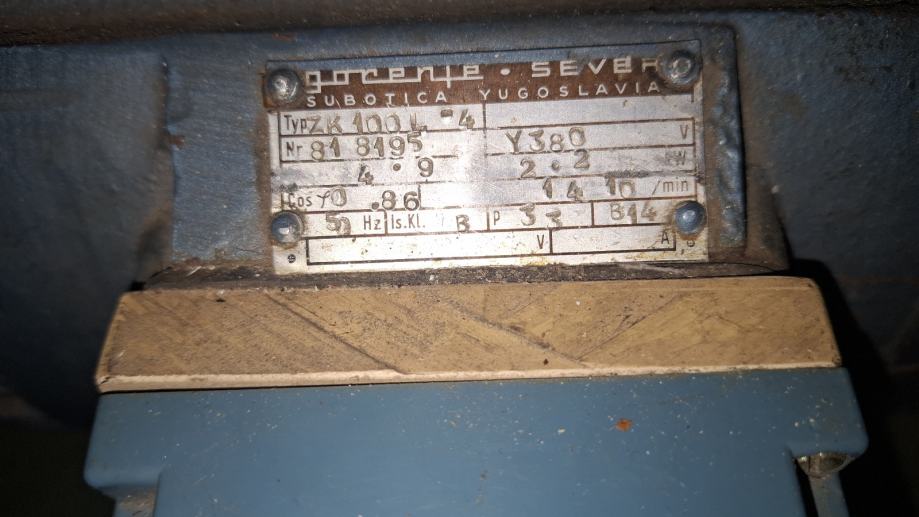 gorenje · SEVER
SUBOTICA YUGOSLAVIA
Typ ZK 100 L -4
Nr 81 8195 Y380 V
4.9 2.2 kW
Cos φ 0.86 1410 /min
50 Hz Is.Kl. B P 33 B14
V A